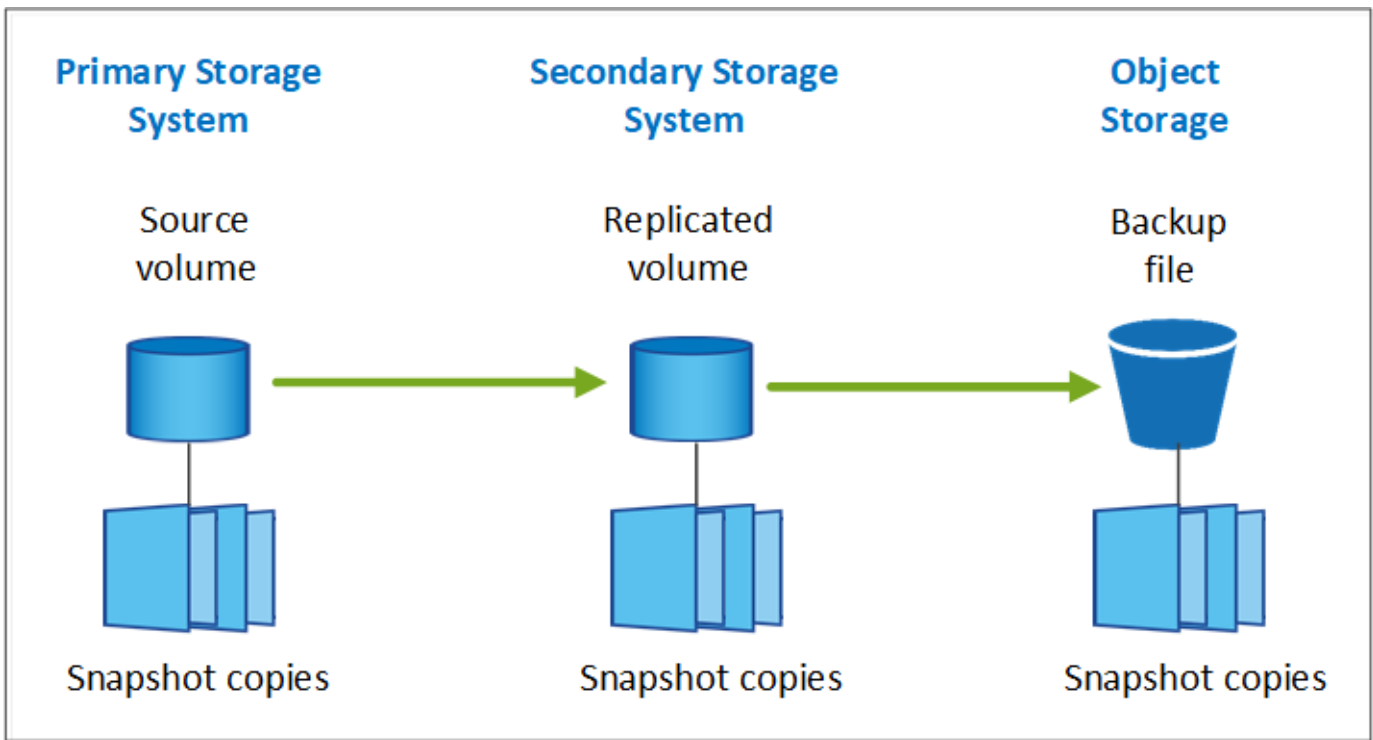 Primary Storage
System
Secondary Storage
System
Object
Storage
Source
volume
Replicated
volume
Backup
file
Snapshot copies
Snapshot copies
Snapshot copies